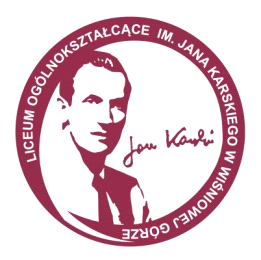 LICEUM OGÓLNOKSZTAŁCĄCE IM. JANA KARSKIEGO W WIŚNIOWEJ GÓRZE
Jan Karski